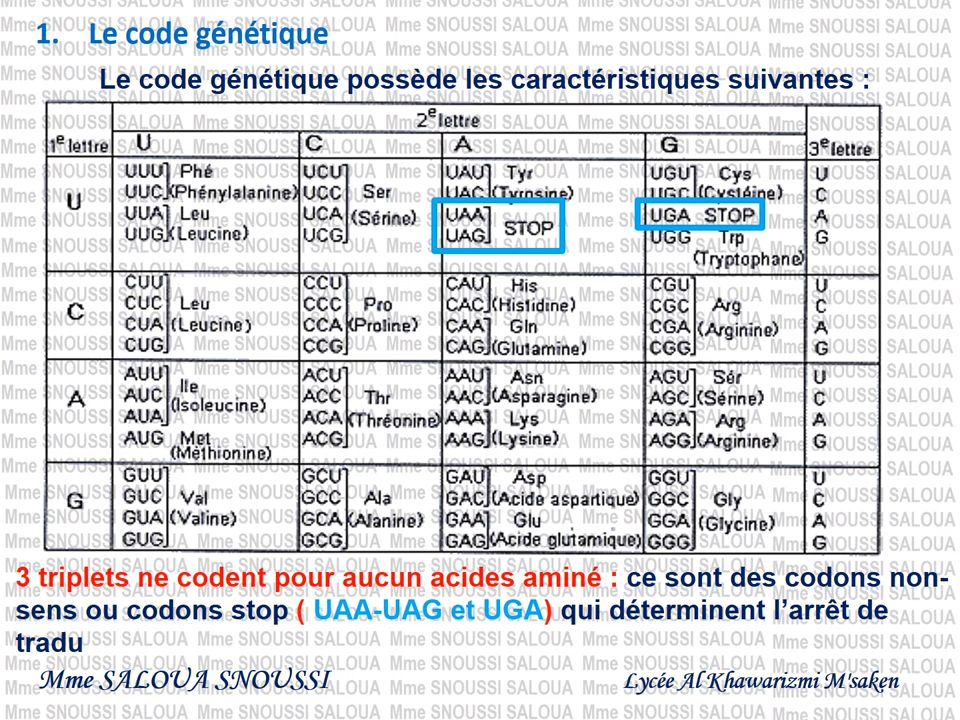 1. Le code génétique
Le code génétique possède les caractéristiques suivantes :
2e lettre
1e lettre U C A G 3e lettre
U
UUU Phé
UUC (Phénylalanine)
UUA Leu
UUG (Leucine)
UCU
UCC Ser
UCA (Sérine)
UCG
UAU Tyr
UAC (Tyrosine)
UAA
UAG STOP
UGU Cys
UGC (Cystéine)
UGA STOP
UGG Trp
(Tryptophane)
U
C
A
G
C
CUU
CUC Leu
CUA (Leucine)
CUG
CCU
CCC Pro
CCA (Proline)
CCG
CAU His
CAC (Histidine)
CAA Gln
CAG (Glutamine)
CGU
CGC Arg
CGA (Arginine)
CGG
U
C
A
G
A
AUU
AUC Ile
AUA (Isoleucine)
AUG Met
(Méthionine)
ACU
ACC Thr
ACA (Thréonine)
ACG
AAU Asn
AAC (Asparagine)
AAA Lys
AAG (Lysine)
AGU Sér
AGC (Sérine)
AGA Arg
AGG (Arginine)
U
C
A
G
G
GUU
GUC Val
GUA (Valine)
GUG
GCU
GCC Ala
GCA (Alanine)
GCG
GAU Asp
GAC (Acide aspartique)
GAA Glu
GAG (Acide glutamique)
GGU
GGC Gly
GGA (Glycine)
GGG
U
C
A
G
3 triplets ne codent pour aucun acides aminé : ce sont des codons non-
sens ou codons stop ( UAA-UAG et UGA) qui déterminent l’arrêt de
tradu
Mme SALOUA SNOUSSI Lycée Al Khawarizmi M'saken
Mme SNOUSSI SALOUA